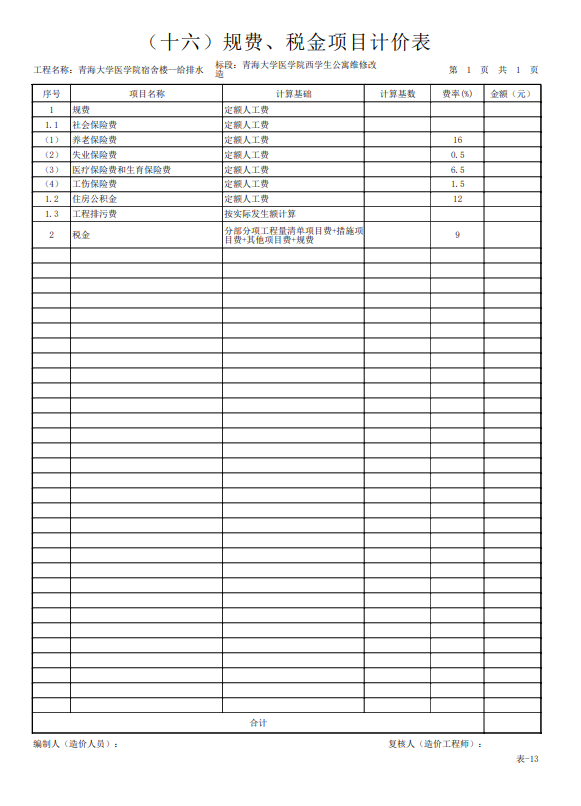 （十六）规费、税金项目计价表
工程名称：青海大学医学院宿舍楼—给排水 标段：青海大学医学院西学生公寓维修改造 第 1 页 共 1 页
序号 项目名称 计算基础 计算基数 费率(%) 金额（元）
1 规费 定额人工费
1.1 社会保险费 定额人工费
（1） 养老保险费 定额人工费 16
（2） 失业保险费 定额人工费 0.5
（3） 医疗保险费和生育保险费 定额人工费 6.5
（4） 工伤保险费 定额人工费 1.5
1.2 住房公积金 定额人工费 12
1.3 工程排污费 按实际发生额计算
2 税金 分部分项工程量清单项目费+措施项目费+其他项目费+规费 9
合计
编制人（造价人员）： 复核人（造价工程师）：
表-13